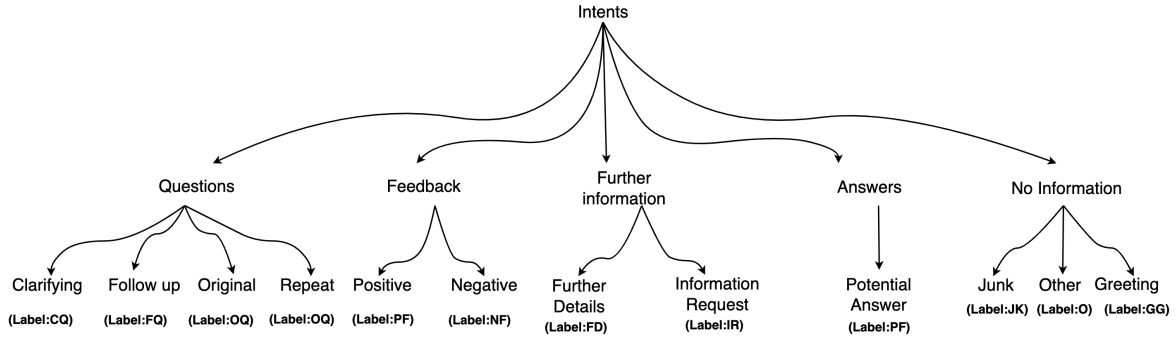 Intents
Questions
Feedback
Further
information
Answers
No Information
Clarifying
Follow up
Original
Repeat
Positive
Negative
Further
Details
Information
Request
Potential
Answer
Junk
Other
Greeting
(Label:CQ)
(Label:FQ)
(Label:OQ)
(Label:OQ)
(Label:PF)
(Label:NF)
(Label:FD)
(Label:IR)
(Label:PF)
(Label:JK)
(Label:O)
(Label:GG)